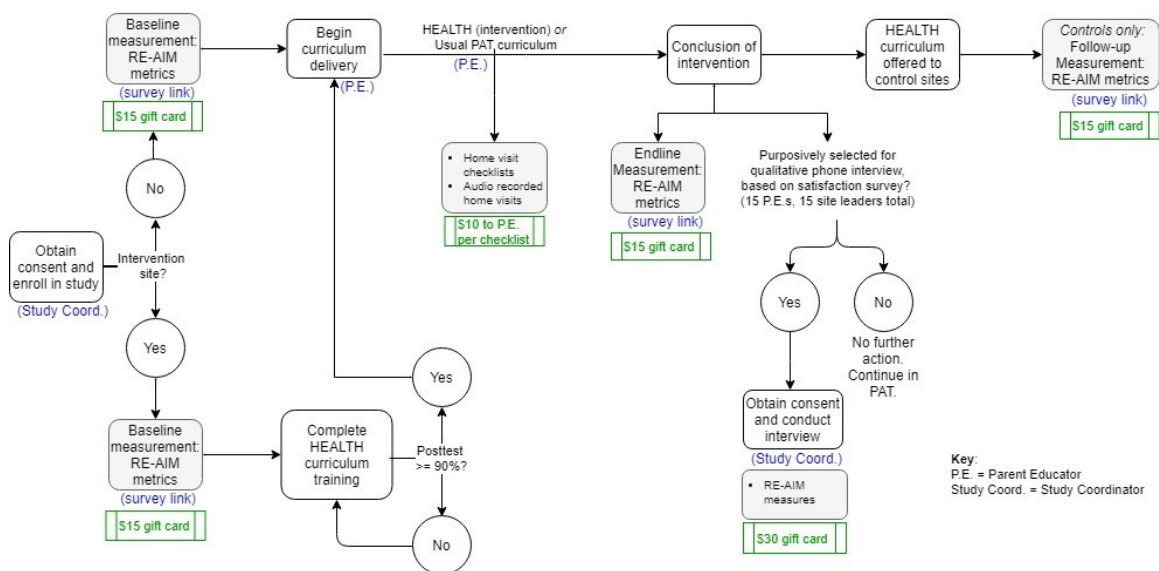 Baseline
measurement:
RE-AIM
metrics
(survey link)
$15 gift card
Begin
curriculum
delivery
(P.E.)
HEALTH (intervention) or
Usual PAT curriculum
(P.E.)
Conclusion of
intervention
HEALTH
curriculum
offered to
control sites
Controls only:
Follow-up
Measurement:
RE-AIM metrics
(survey link)
$15 gift card
No
Home visit
checklists
Audio recorded
home visits
$10 to P.E.
per checklist
Endline
Measurement:
RE-AIM
metrics
(survey link)
$15 gift card
Purposively selected for
qualitative phone interview,
based on satisfaction survey?
(15 P.E.s, 15 site leaders total)
Obtain
consent and
enroll in study
(Study Coord.)
Intervention
site?
Yes
Yes
No
No further
action.
Continue in
PAT.
Baseline
measurement:
RE-AIM
metrics
(survey link)
$15 gift card
Complete
HEALTH
curriculum
training
Yes
Posttest
>= 90%?
No
Obtain consent
and conduct
interview
(Study Coord.)
RE-AIM
measures
$30 gift card
Key:
P.E. = Parent Educator
Study Coord. = Study Coordinator